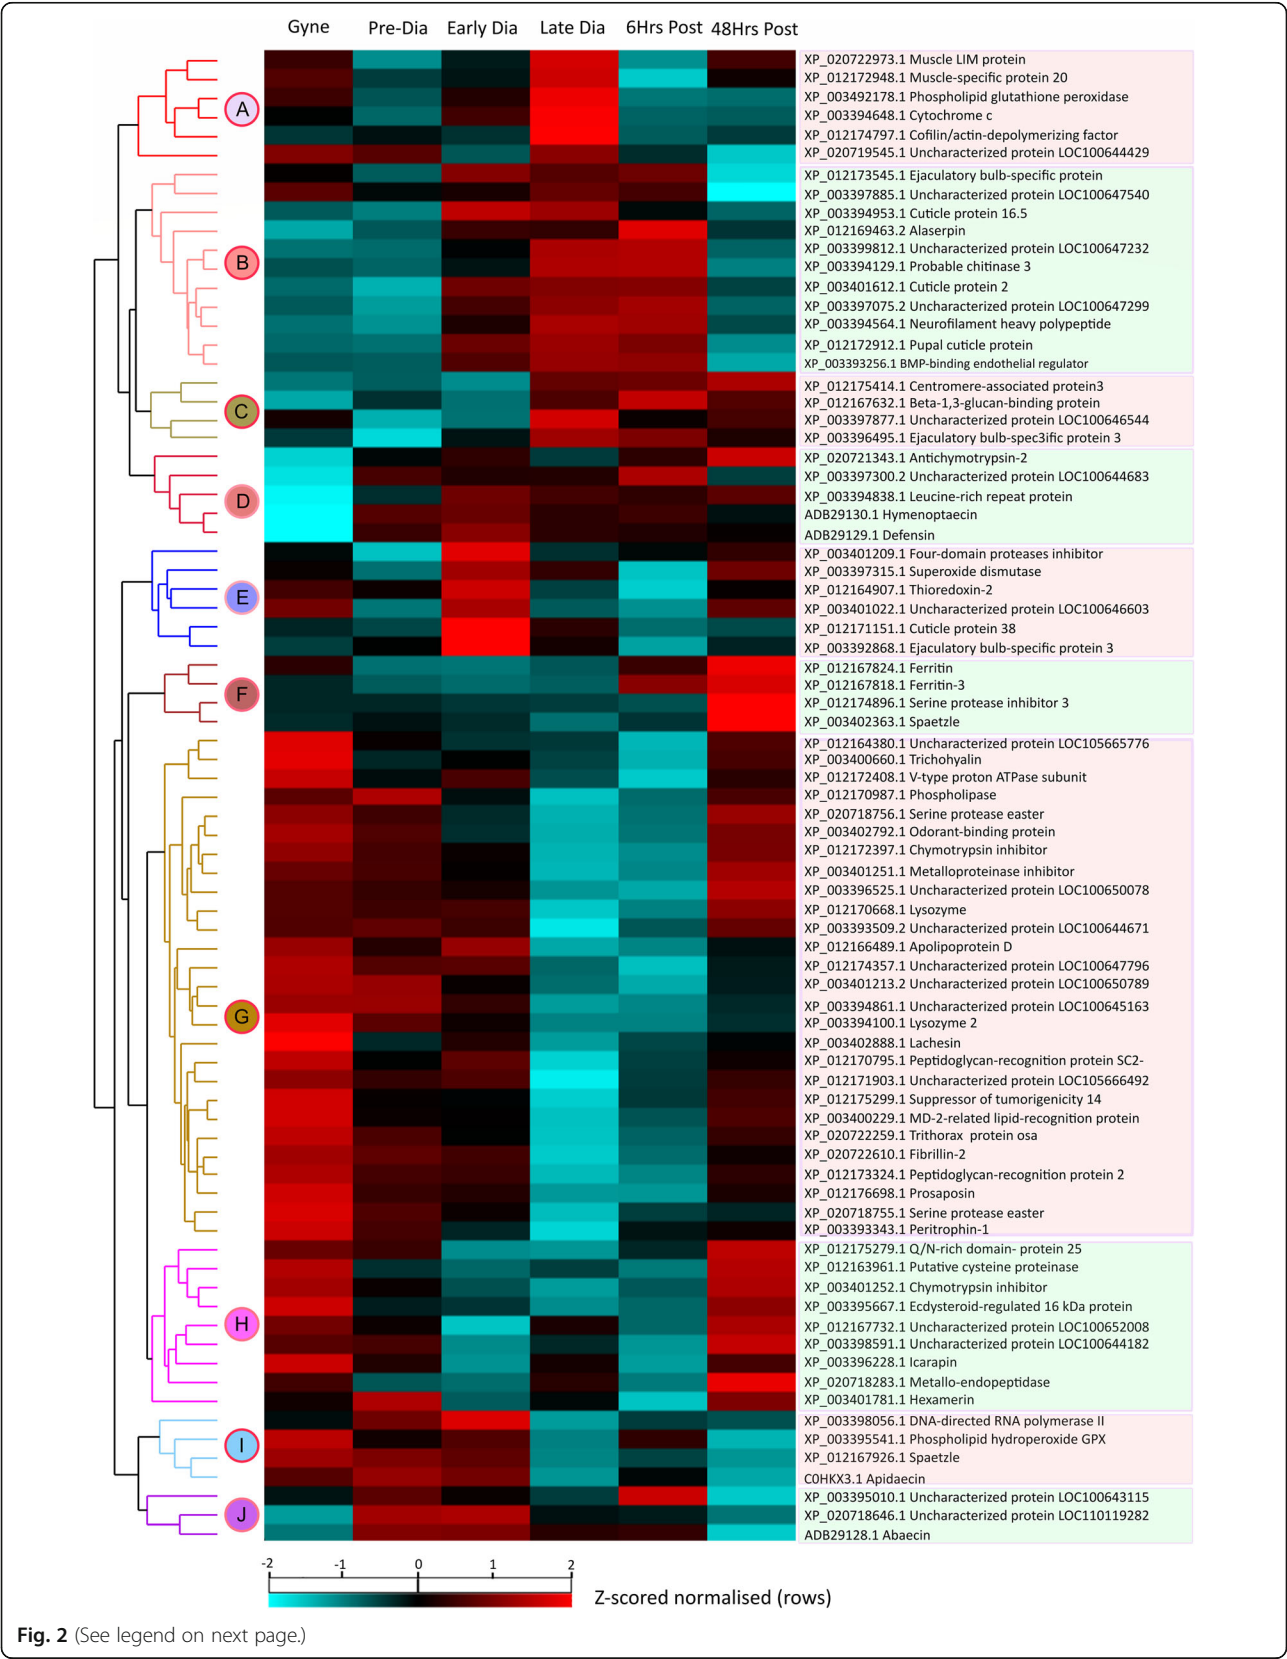 Gyne Pre-Dia Early Dia Late Dia 6Hrs Post 48Hrs Post
A
XP_020722973.1 Muscle LIM protein
XP_012172948.1 Muscle-specific protein 20
XP_003492178.1 Phospholipid glutathione peroxidase
XP_003394648.1 Cytochrome c
XP_012174797.1 Cofilin/actin-depolymerizing factor
XP_020719545.1 Uncharacterized protein LOC100644429
B
XP_012173545.1 Ejaculatory bulb-specific protein
XP_003397885.1 Uncharacterized protein LOC100647540
XP_003394953.1 Cuticle protein 16.5
XP_012169463.2 Alaserpin
XP_003399812.1 Uncharacterized protein LOC100647232
XP_003394129.1 Probable chitinase 3
XP_003401612.1 Cuticle protein 2
XP_003397075.2 Uncharacterized protein LOC100647299
XP_003394564.1 Neurofilament heavy polypeptide
XP_012172912.1 Pupal cuticle protein
XP_003393256.1 BMP-binding endothelial regulator
C
XP_012175414.1 Centromere-associated protein3
XP_012167632.1 Beta-1,3-glucan-binding protein
XP_003397877.1 Uncharacterized protein LOC100646544
XP_003396495.1 Ejaculatory bulb-spec3ific protein 3
D
XP_020721343.1 Antichymotrypsin-2
XP_003397300.2 Uncharacterized protein LOC100644683
XP_003394838.1 Leucine-rich repeat protein
ADB29130.1 Hymenoptaecin
ADB29129.1 Defensin
E
XP_003401209.1 Four-domain proteases inhibitor
XP_003397315.1 Superoxide dismutase
XP_012164907.1 Thioredoxin-2
XP_003401022.1 Uncharacterized protein LOC100646603
XP_012171151.1 Cuticle protein 38
XP_003392868.1 Ejaculatory bulb-specific protein 3
F
XP_012167824.1 Ferritin
XP_012167818.1 Ferritin-3
XP_012174896.1 Serine protease inhibitor 3
XP_003402363.1 Spaetzle
G
XP_012164380.1 Uncharacterized protein LOC105665776
XP_003400660.1 Trichohyalin
XP_012172408.1 V-type proton ATPase subunit
XP_012170987.1 Phospholipase
XP_020718756.1 Serine protease easter
XP_003402792.1 Odorant-binding protein
XP_012172397.1 Chymotrypsin inhibitor
XP_003401251.1 Metalloproteinase inhibitor
XP_003396525.1 Uncharacterized protein LOC100650078
XP_012170668.1 Lysozyme
XP_003393509.2 Uncharacterized protein LOC100644671
XP_012166489.1 Apolipoprotein D
XP_012174357.1 Uncharacterized protein LOC100647796
XP_003401213.2 Uncharacterized protein LOC100650789
XP_003394861.1 Uncharacterized protein LOC100645163
XP_003394100.1 Lysozyme 2
XP_003402888.1 Lachesin
XP_012170795.1 Peptidoglycan-recognition protein SC2-
XP_012171903.1 Uncharacterized protein LOC105666492
XP_012175299.1 Suppressor of tumorigenicity 14
XP_003400229.1 MD-2-related lipid-recognition protein
XP_020722259.1 Trithorax protein osa
XP_020722610.1 Fibrillin-2
XP_012173324.1 Peptidoglycan-recognition protein 2
XP_012176698.1 Prosaposin
XP_020718755.1 Serine protease easter
XP_003393343.1 Peritrophin-1
H
XP_012175279.1 Q/N-rich domain- protein 25
XP_012163961.1 Putative cysteine proteinase
XP_003401252.1 Chymotrypsin inhibitor
XP_003395667.1 Ecdysteroid-regulated 16 kDa protein
XP_012167732.1 Uncharacterized protein LOC100652008
XP_003398591.1 Uncharacterized protein LOC100644182
XP_003396228.1 Icarapin
XP_020718283.1 Metallo-endopeptidase
XP_003401781.1 Hexamerin
I
XP_003398056.1 DNA-directed RNA polymerase II
XP_003395541.1 Phospholipid hydroperoxide GPX
XP_012167926.1 Spaetzle
C0HKX3.1 Apidaecin
J
XP_003395010.1 Uncharacterized protein LOC100643115
XP_020718646.1 Uncharacterized protein LOC110119282
ADB29128.1 Abaecin
-2 -1 0 1 2
Z-scored normalised (rows)
Fig. 2 (See legend on next page.)